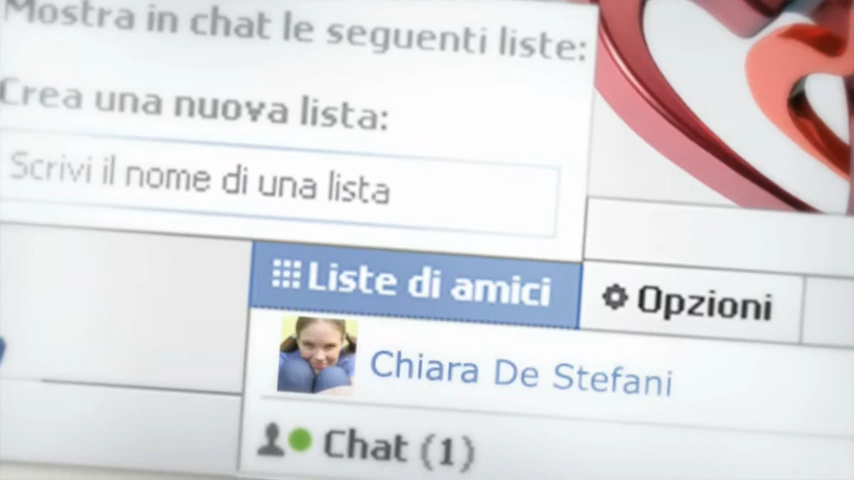 Mostra in chat le seguenti liste:
Crea una nuova lista:
Scrivi il nome di una lista
Liste di amici
Opzioni
Chiara De Stefani
Chat (1)